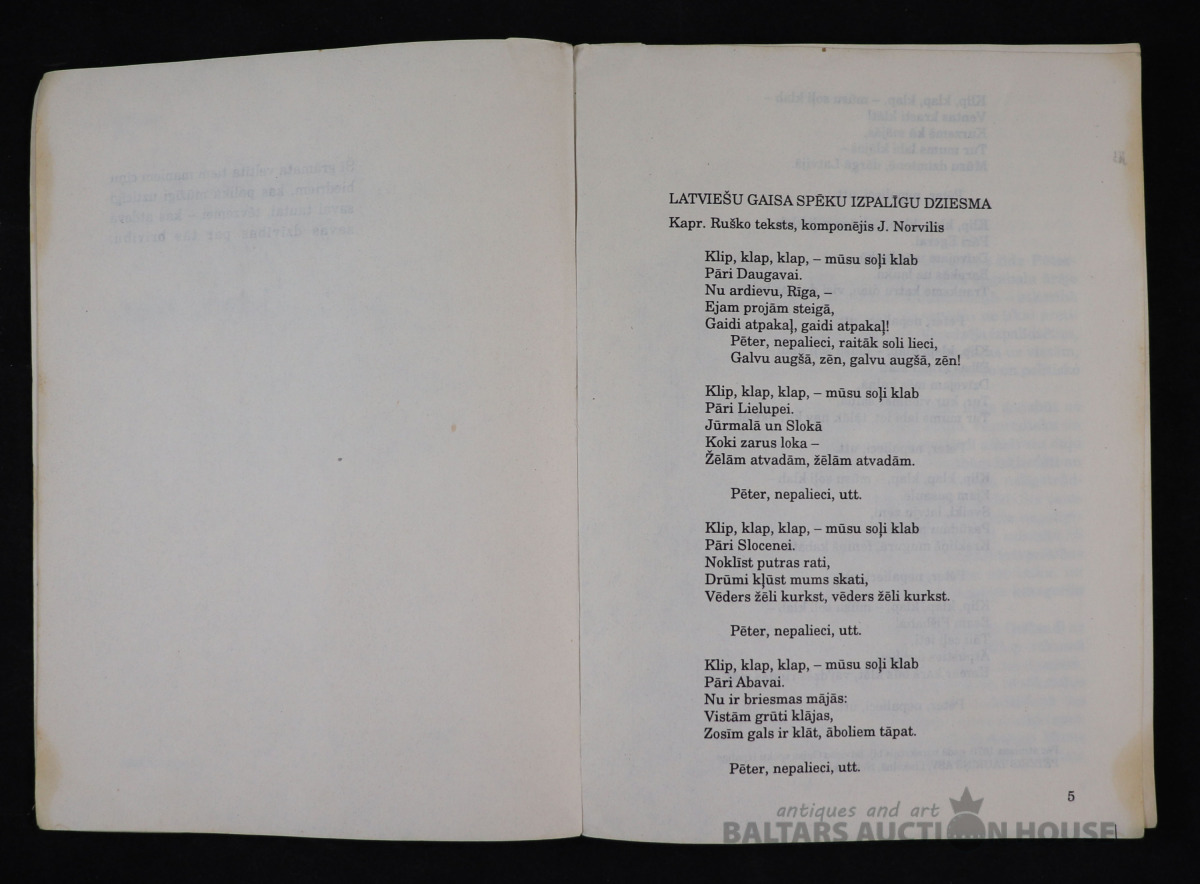 LATVIEŠU GAISA SPĒKU IZPALĪGU DZIESMA
Kapr. Ruško teksts, komponējis J. Norvilis
Klip, klap, klap, – mūsu soļi klab
Pāri Daugavai.
Nu ardievu, Rīga, –
Ejam projām steigā,
Gaidi atpakaļ, gaidi atpakaļ!
Pēter, nepalieci, raitāk soli lieci,
Galvu augšā, zēn, galvu augšā, zēn!
Klip, klap, klap, – mūsu soļi klab
Pāri Lielupei.
Jūrmalā un Slokā
Koki zarus loka –
Žēlām atvadām, žēlām atvadām.
Pēter, nepalieci, utt.
Klip, klap, klap, – mūsu soļi klab
Pāri Slocenei.
Noklīst putras rati,
Drūmi kļūst mums skati,
Vēders žēli kurkst, vēders žēli kurkst.
Pēter, nepalieci, utt.
Klip, klap, klap, – mūsu soļi klab
Pāri Abavai.
Nu ir briesmas mājās:
Vistām grūti klājas,
Zosīm gals ir klāt, āboliem tāpat.
Pēter, nepalieci, utt.
5
antiques and art
BALTARS AUCTION HOUSE